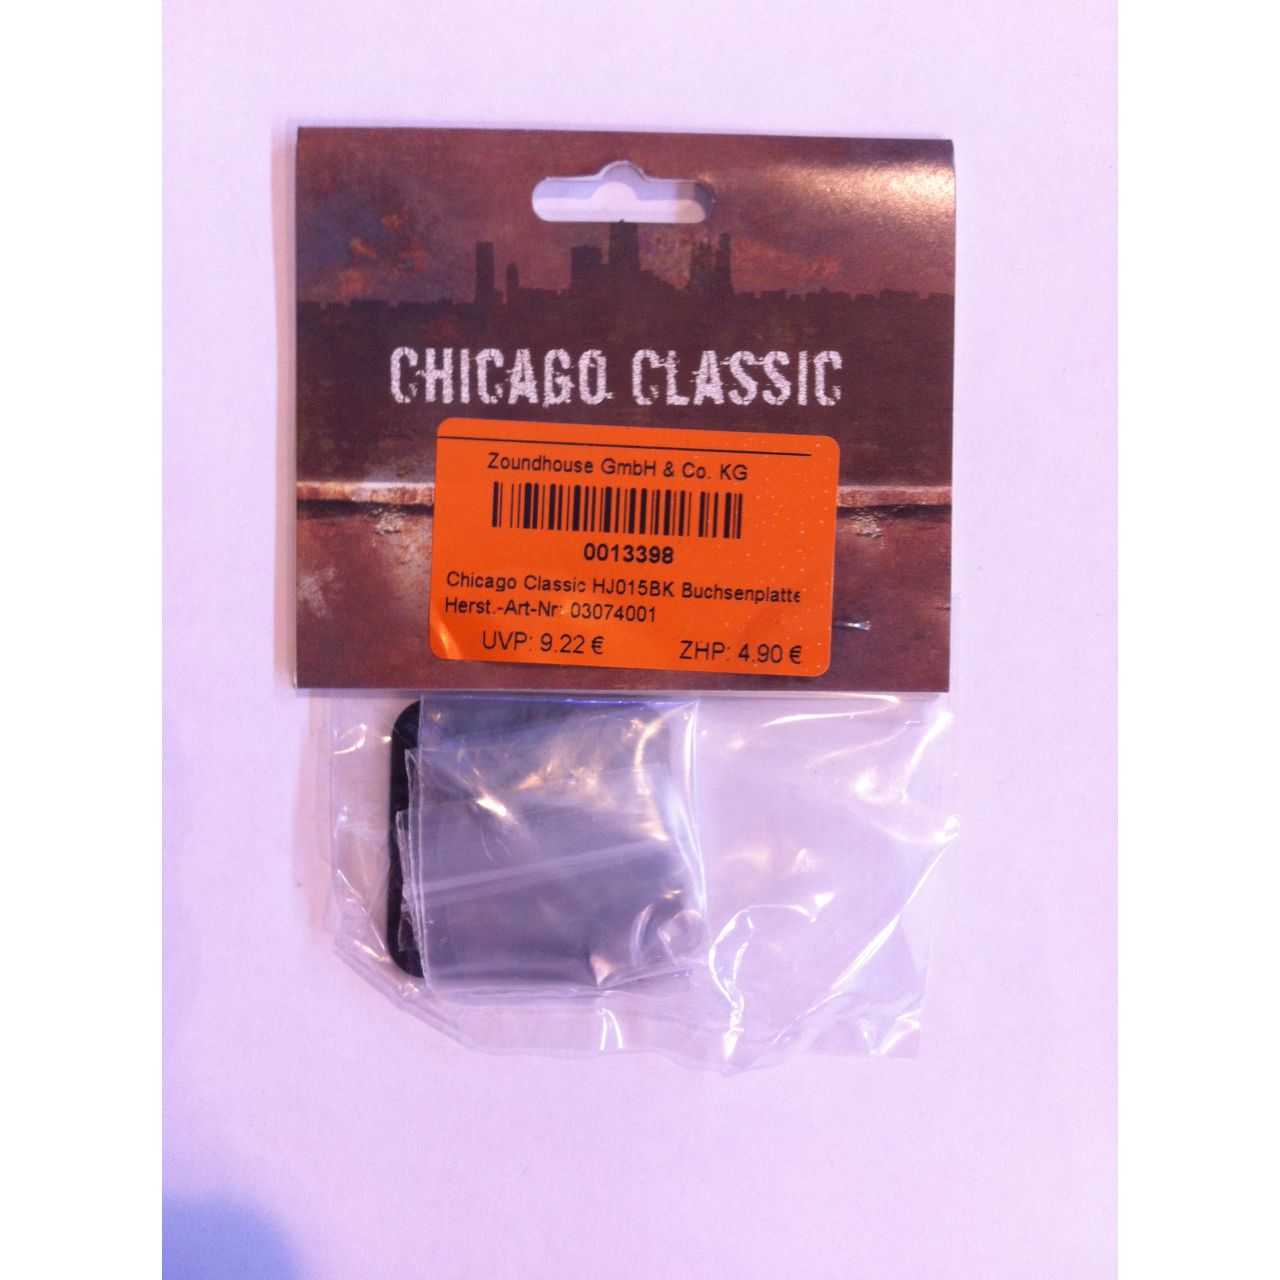 CHICAGO CLASSIC
Zoundhouse GmbH & Co. KG
0013398
Chicago Classic HJ015BK Buchsenplatte
Herst.-Art-Nr: 03074001
UVP: 9.22 € ZHP: 4.90 €